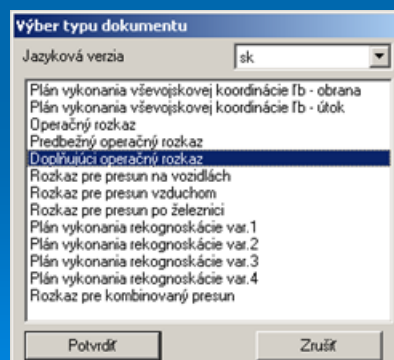 Výber typu dokumentu
Jazyková verzia sk
Plán vykonania vševojskovej koordinácie ľb - obrana
Plán vykonania vševojskovej koordinácie ľb - útok
Operačný rozkaz
Predbežný operačný rozkaz
Doplňujúci operačný rozkaz
Rozkaz pre presun na vozidlách
Rozkaz pre presun vzduchom
Rozkaz pre presun po železnici
Plán vykonania rekognoskácie var.1
Plán vykonania rekognoskácie var.2
Plán vykonania rekognoskácie var.3
Plán vykonania rekognoskácie var.4
Rozkaz pre kombinovaný presun
Potvrdiť Zrušiť